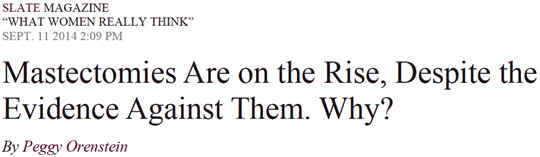 SLATE MAGAZINE
“WHAT WOMEN REALLY THINK”
SEPT. 11 2014 2:09 PM
Mastectomies Are on the Rise, Despite the
Evidence Against Them. Why?
By Peggy Orenstein